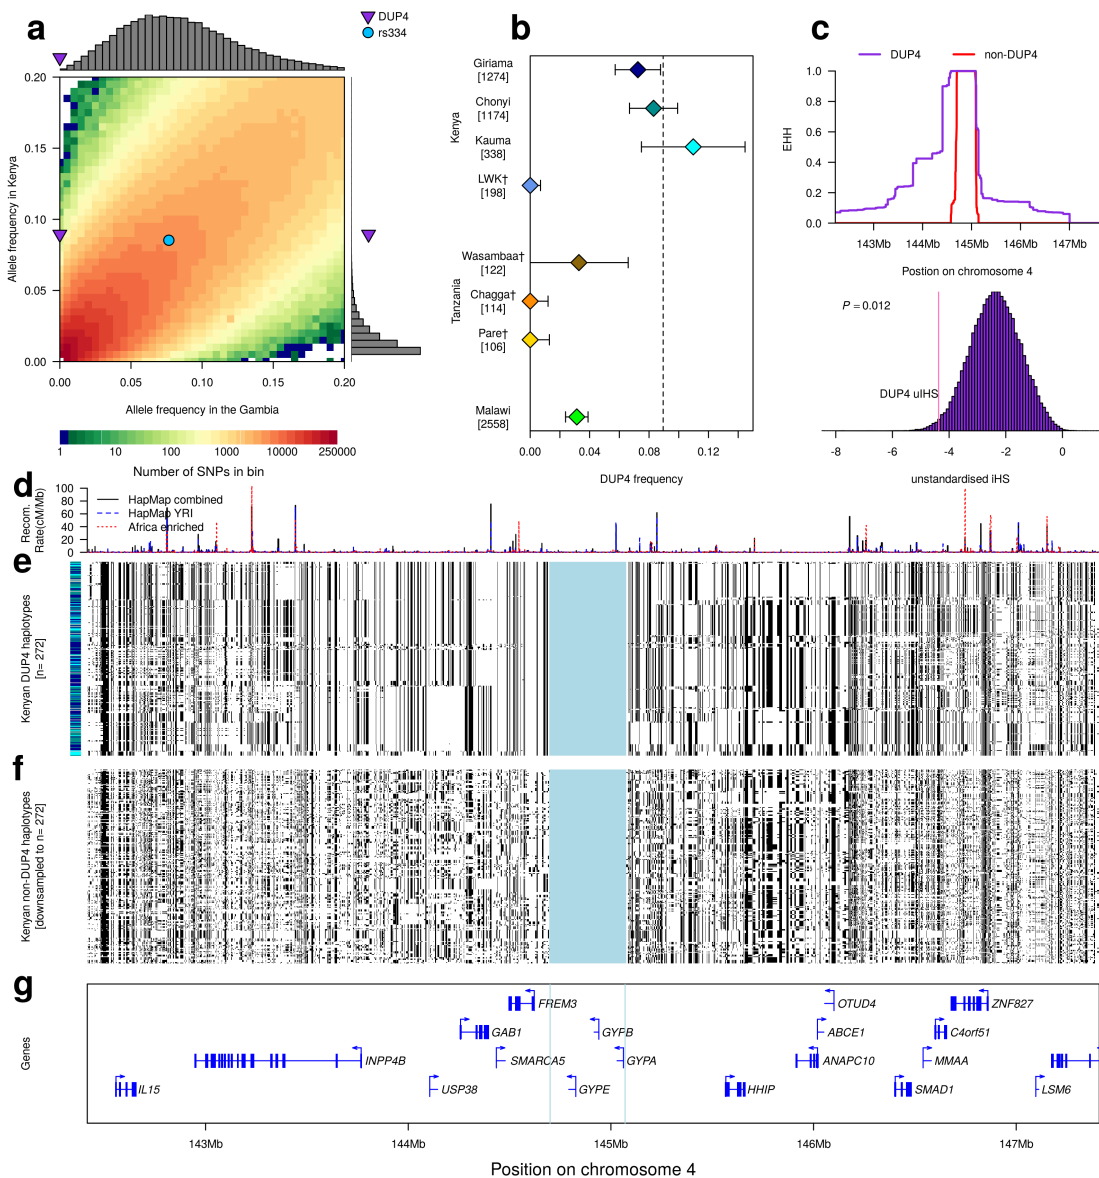 a
DUP4
rs334
Allele frequency in Kenya
0.20
0.15
0.10
0.05
0.00
0.00
0.05
0.10
0.15
0.20
Allele frequency in the Gambia
1
10
100
1000
10000
250000
Number of SNPs in bin
b
Kenya
Giriama
[1274]
Chonyi
[1174]
Kauma
[338]
LWK†
[198]
Tanzania
Wasambaa†
[122]
Chagga†
[114]
Pare†
[106]
Malawi
[2558]
0.00
0.04
0.08
0.12
DUP4 frequency
c
DUP4
non-DUP4
EHH
1.0
0.8
0.6
0.4
0.2
0.0
143Mb
144Mb
145Mb
146Mb
147Mb
Postion on chromosome 4
P = 0.012
DUP4 uIHS
-8
-6
-4
-2
0
unstandardised iHS
d
Recom.
Rate(cM/Mb)
100
80
60
40
20
0
HapMap combined
HapMap YRI
Africa enriched
e
Kenyan DUP4 haplotypes
[n= 272]
f
Kenyan non-DUP4 haplotypes
[downsampled to n= 272]
g
Genes
FREM3
OTUD4
ZNF827
GAB1
GYPB
ABCE1
C4orf51
INPP4B
SMARCA5
GYPA
ANAPC10
MMAA
IL15
USP38
GYPE
HHIP
SMAD1
LSM6
143Mb
144Mb
145Mb
146Mb
147Mb
Position on chromosome 4